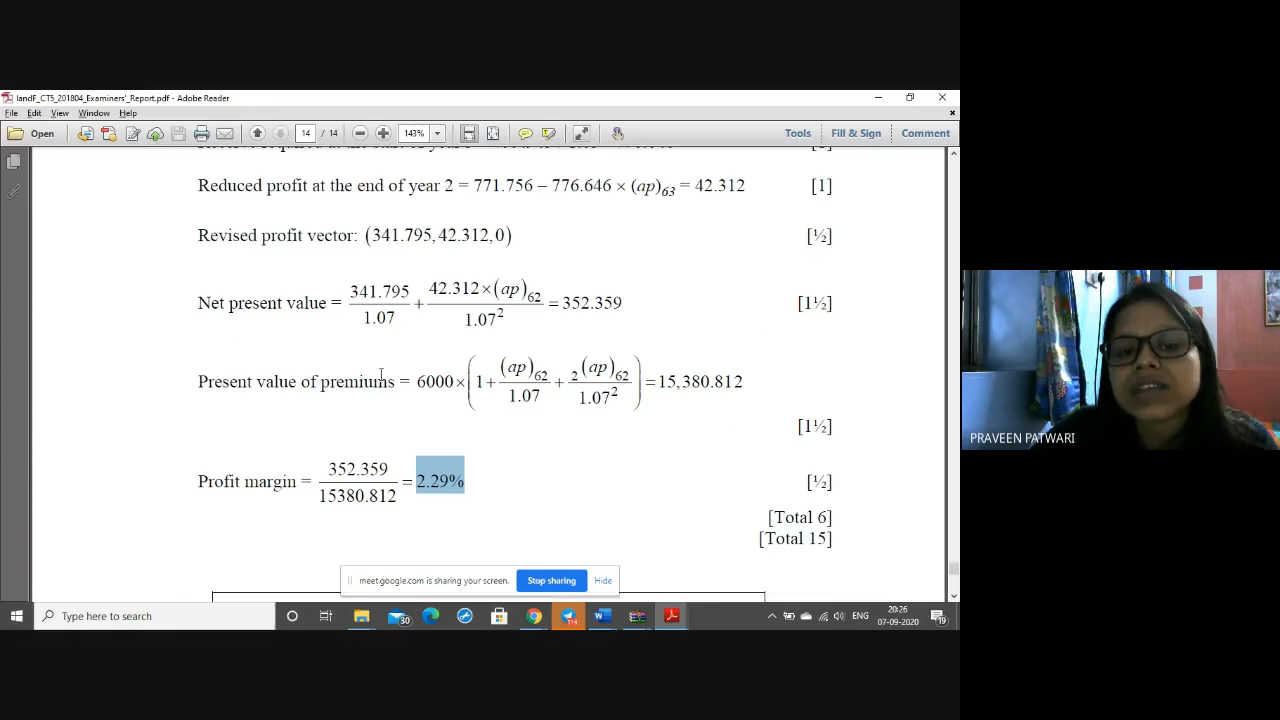 IandF_CT5_201804_Examiners'_Report.pdf - Adobe Reader
File Edit View Window Help
Open 14 / 14 143% Tools Fill & Sign Comment
Reduced profit at the end of year 2 = 771.756 − 776.646 × (ap)₆₃ = 42.312 [1]
Revised profit vector: (341.795, 42.312, 0) [½]
Net present value = 341.795/1.07 + 42.312×(ap)₆₂/1.07² = 352.359 [1½]
Present value of premiums = 6000×(1 + (ap)₆₂/1.07 + ₂(ap)₆₂/1.07²) = 15,380.812
[1½]
Profit margin = 352.359/15380.812 = 2.29% [½]
[Total 6]
[Total 15]
PRAVEEN PATWARI
meet.google.com is sharing your screen. Stop sharing Hide
Type here to search 30 119 ENG 20:26 07-09-2020 19